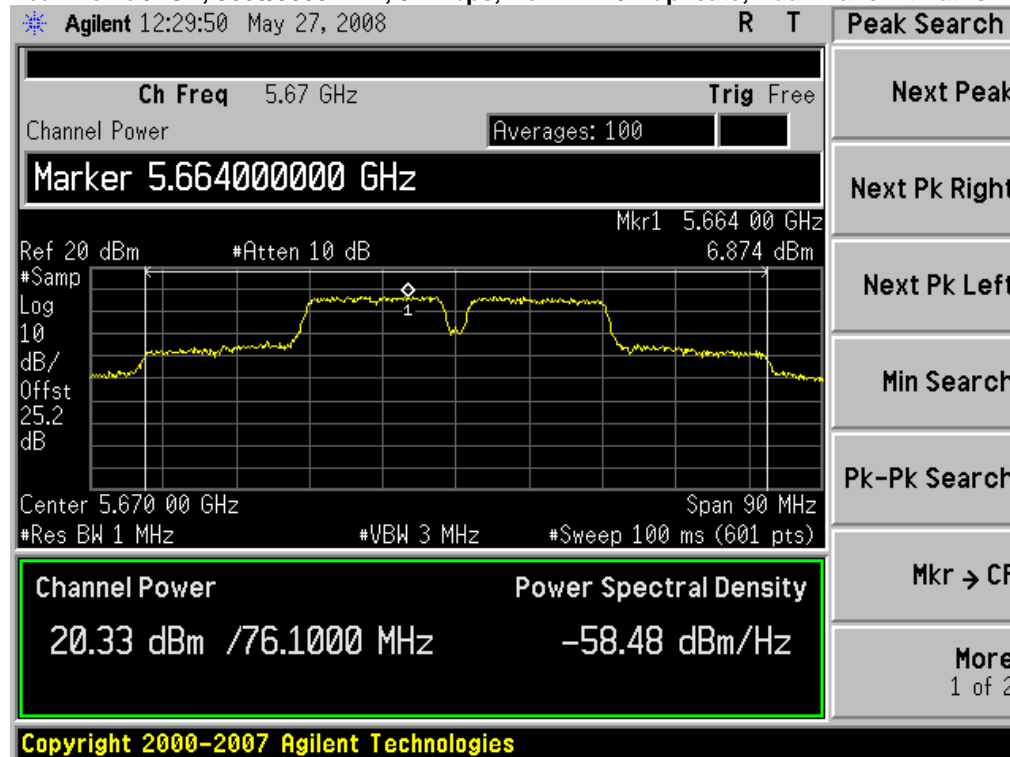 Agilent 12:29:50 May 27, 2008 R T
Peak Search
Ch Freq 5.67 GHz Trig Free
Channel Power Averages: 100
Marker 5.664000000 GHz
Mkr1 5.664 00 GHz
Ref 20 dBm #Atten 10 dB 6.874 dBm
#Samp
Log
10
dB/
Offst
25.2
dB
1
Center 5.670 00 GHz Span 90 MHz
#Res BW 1 MHz #VBW 3 MHz #Sweep 100 ms (601 pts)
Channel Power Power Spectral Density
20.33 dBm /76.1000 MHz -58.48 dBm/Hz
Copyright 2000-2007 Agilent Technologies
Next Peak
Next Pk Right
Next Pk Left
Min Search
Pk-Pk Search
Mkr → CF
More
1 of 2